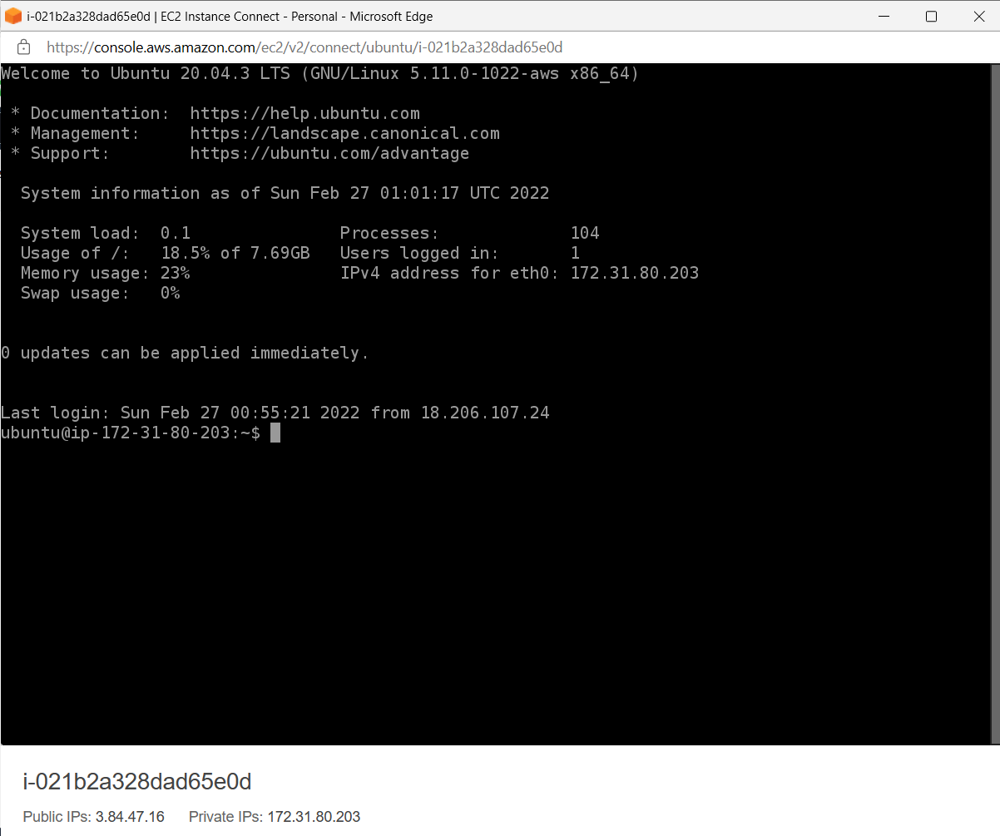 i-021b2a328dad65e0d | EC2 Instance Connect - Personal - Microsoft Edge
https://console.aws.amazon.com/ec2/v2/connect/ubuntu/i-021b2a328dad65e0d
Welcome to Ubuntu 20.04.3 LTS (GNU/Linux 5.11.0-1022-aws x86_64)
* Documentation:  https://help.ubuntu.com
* Management:     https://landscape.canonical.com
* Support:        https://ubuntu.com/advantage
System information as of Sun Feb 27 01:01:17 UTC 2022
System load:  0.1               Processes:             104
Usage of /:   18.5% of 7.69GB   Users logged in:       1
Memory usage: 23%               IPv4 address for eth0: 172.31.80.203
Swap usage:   0%
0 updates can be applied immediately.
Last login: Sun Feb 27 00:55:21 2022 from 18.206.107.24
ubuntu@ip-172-31-80-203:~$
i-021b2a328dad65e0d
Public IPs: 3.84.47.16   Private IPs: 172.31.80.203